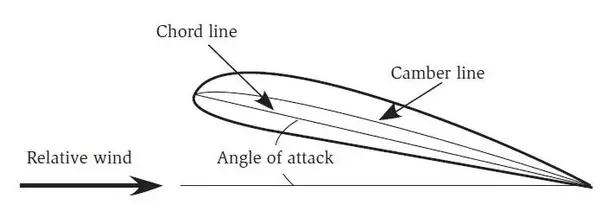 Chord line
Camber line
Relative wind
Angle of attack